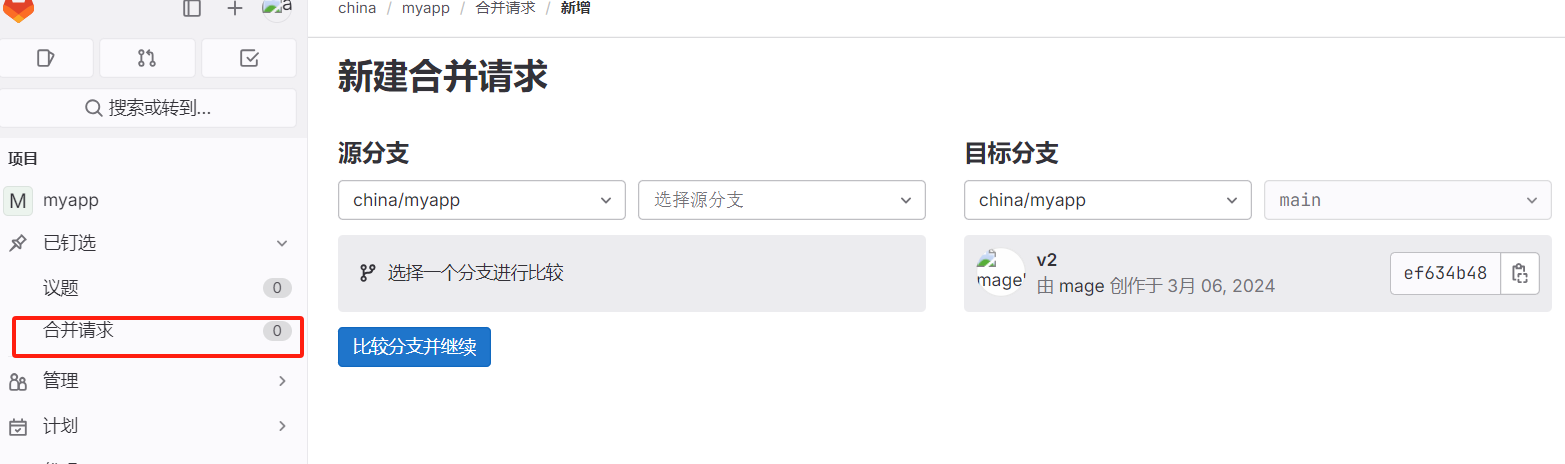 china / myapp / 合并请求 / 新增
搜索或转到...
项目
M myapp
已钉选
议题 0
合并请求 0
管理
计划
新建合并请求
源分支
china/myapp
选择源分支
选择一个分支进行比较
比较分支并继续
目标分支
china/myapp
main
mage'
v2
由 mage 创作于 3月 06, 2024
ef634b48